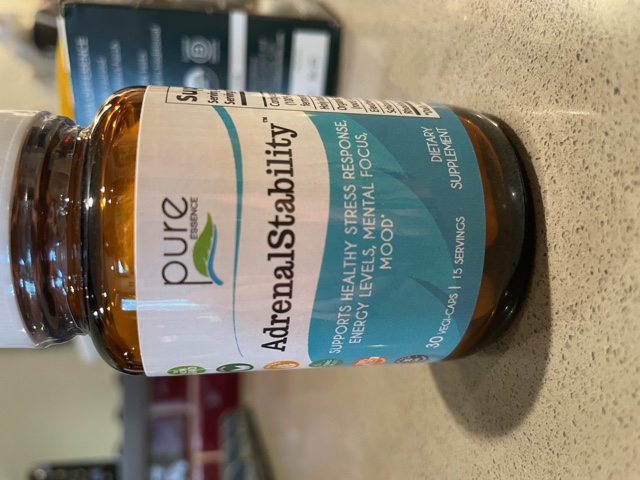 pure
ESSENCE
AdrenalStability™
SUPPORTS HEALTHY STRESS RESPONSE,
ENERGY LEVELS, MENTAL FOCUS,
MOOD*
30 VEGI-CAPS | 15 SERVINGS
DIETARY
SUPPLEMENT